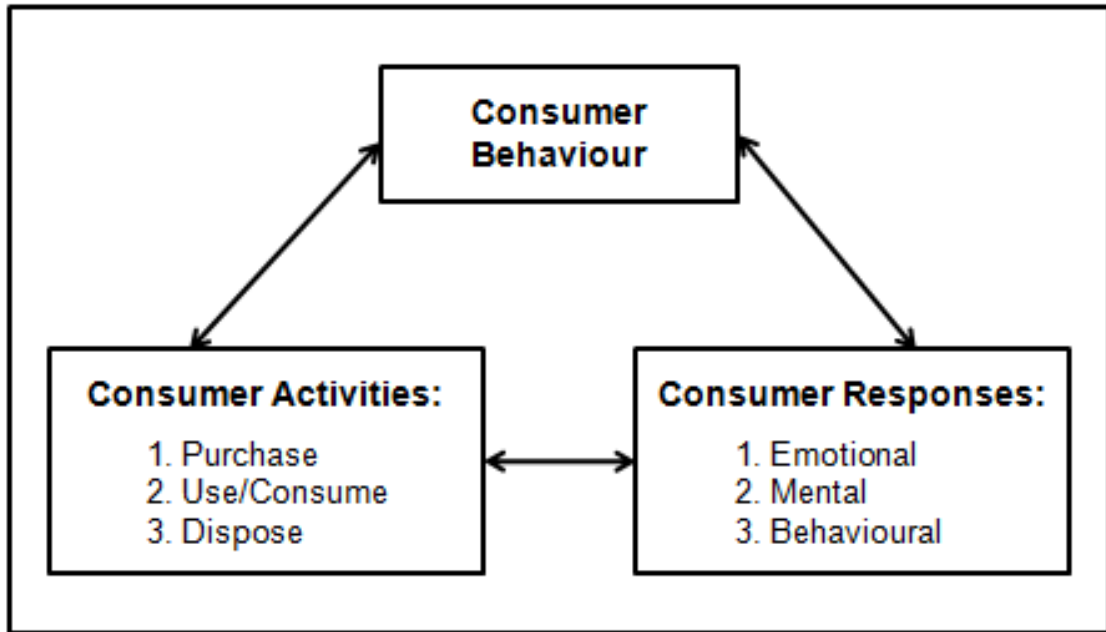 Consumer
Behaviour
Consumer Activities:
1. Purchase
2. Use/Consume
3. Dispose
Consumer Responses:
1. Emotional
2. Mental
3. Behavioural